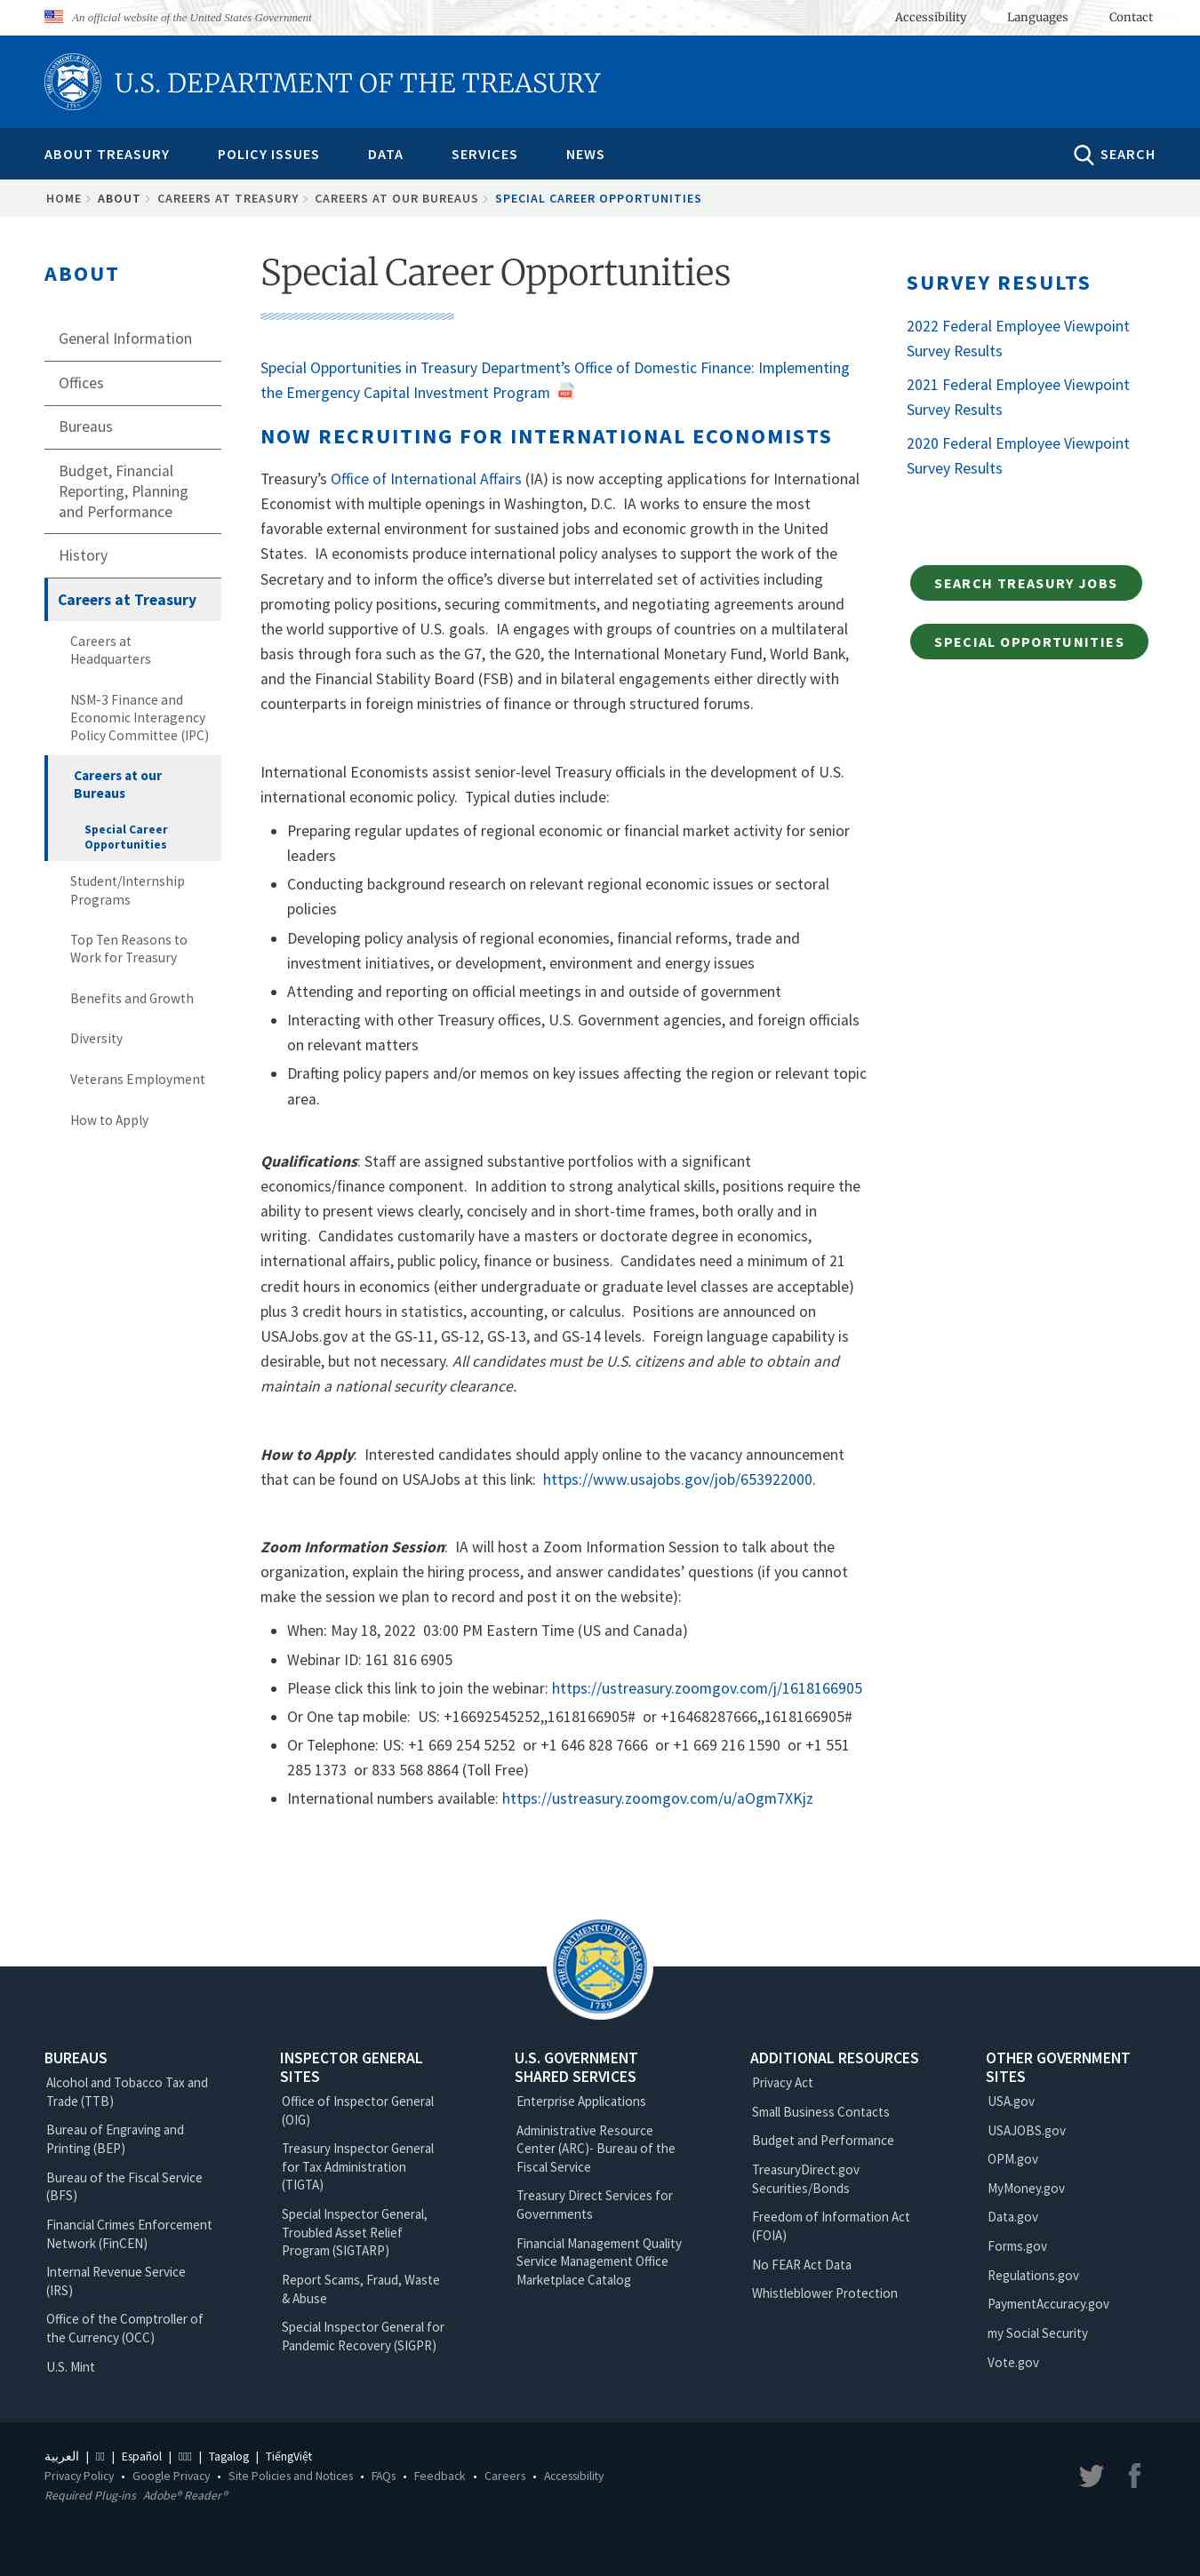 An official website of the United States Government
Accessibility
Languages
Contact
U.S. DEPARTMENT OF THE TREASURY
ABOUT TREASURY
POLICY ISSUES
DATA
SERVICES
NEWS
SEARCH
HOME > ABOUT > CAREERS AT TREASURY > CAREERS AT OUR BUREAUS > SPECIAL CAREER OPPORTUNITIES
ABOUT
General Information
Offices
Bureaus
Budget, Financial
Reporting, Planning
and Performance
History
Careers at Treasury
Careers at
Headquarters
NSM-3 Finance and
Economic Interagency
Policy Committee (IPC)
Careers at our
Bureaus
Special Career
Opportunities
Student/Internship
Programs
Top Ten Reasons to
Work for Treasury
Benefits and Growth
Diversity
Veterans Employment
How to Apply
Special Career Opportunities
Special Opportunities in Treasury Department’s Office of Domestic Finance: Implementing
the Emergency Capital Investment Program
NOW RECRUITING FOR INTERNATIONAL ECONOMISTS
Treasury’s Office of International Affairs (IA) is now accepting applications for International
Economist with multiple openings in Washington, D.C.  IA works to ensure the most
favorable external environment for sustained jobs and economic growth in the United
States.  IA economists produce international policy analyses to support the work of the
Secretary and to inform the office’s diverse but interrelated set of activities including
promoting policy positions, securing commitments, and negotiating agreements around
the world supportive of U.S. goals.  IA engages with groups of countries on a multilateral
basis through fora such as the G7, the G20, the International Monetary Fund, World Bank,
and the Financial Stability Board (FSB) and in bilateral engagements either directly with
counterparts in foreign ministries of finance or through structured forums.
International Economists assist senior-level Treasury officials in the development of U.S.
international economic policy.  Typical duties include:
• Preparing regular updates of regional economic or financial market activity for senior
leaders
• Conducting background research on relevant regional economic issues or sectoral
policies
• Developing policy analysis of regional economies, financial reforms, trade and
investment initiatives, or development, environment and energy issues
• Attending and reporting on official meetings in and outside of government
• Interacting with other Treasury offices, U.S. Government agencies, and foreign officials
on relevant matters
• Drafting policy papers and/or memos on key issues affecting the region or relevant topic
area.
Qualifications: Staff are assigned substantive portfolios with a significant
economics/finance component.  In addition to strong analytical skills, positions require the
ability to present views clearly, concisely and in short-time frames, both orally and in
writing.  Candidates customarily have a masters or doctorate degree in economics,
international affairs, public policy, finance or business.  Candidates need a minimum of 21
credit hours in economics (either undergraduate or graduate level classes are acceptable)
plus 3 credit hours in statistics, accounting, or calculus.  Positions are announced on
USAJobs.gov at the GS-11, GS-12, GS-13, and GS-14 levels.  Foreign language capability is
desirable, but not necessary. All candidates must be U.S. citizens and able to obtain and
maintain a national security clearance.
How to Apply:  Interested candidates should apply online to the vacancy announcement
that can be found on USAJobs at this link:  https://www.usajobs.gov/job/653922000.
Zoom Information Session:  IA will host a Zoom Information Session to talk about the
organization, explain the hiring process, and answer candidates’ questions (if you cannot
make the session we plan to record and post it on the website):
• When: May 18, 2022  03:00 PM Eastern Time (US and Canada)
• Webinar ID: 161 816 6905
• Please click this link to join the webinar: https://ustreasury.zoomgov.com/j/1618166905
• Or One tap mobile:  US: +16692545252,,1618166905#  or +16468287666,,1618166905#
• Or Telephone: US: +1 669 254 5252  or +1 646 828 7666  or +1 669 216 1590  or +1 551
285 1373  or 833 568 8864 (Toll Free)
• International numbers available: https://ustreasury.zoomgov.com/u/aOgm7XKjz
SURVEY RESULTS
2022 Federal Employee Viewpoint
Survey Results
2021 Federal Employee Viewpoint
Survey Results
2020 Federal Employee Viewpoint
Survey Results
SEARCH TREASURY JOBS
SPECIAL OPPORTUNITIES
THE DEPARTMENT OF THE TREASURY
1789
BUREAUS
Alcohol and Tobacco Tax and
Trade (TTB)
Bureau of Engraving and
Printing (BEP)
Bureau of the Fiscal Service
(BFS)
Financial Crimes Enforcement
Network (FinCEN)
Internal Revenue Service
(IRS)
Office of the Comptroller of
the Currency (OCC)
U.S. Mint
INSPECTOR GENERAL
SITES
Office of Inspector General
(OIG)
Treasury Inspector General
for Tax Administration
(TIGTA)
Special Inspector General,
Troubled Asset Relief
Program (SIGTARP)
Report Scams, Fraud, Waste
& Abuse
Special Inspector General for
Pandemic Recovery (SIGPR)
U.S. GOVERNMENT
SHARED SERVICES
Enterprise Applications
Administrative Resource
Center (ARC)- Bureau of the
Fiscal Service
Treasury Direct Services for
Governments
Financial Management Quality
Service Management Office
Marketplace Catalog
ADDITIONAL RESOURCES
Privacy Act
Small Business Contacts
Budget and Performance
TreasuryDirect.gov
Securities/Bonds
Freedom of Information Act
(FOIA)
No FEAR Act Data
Whistleblower Protection
OTHER GOVERNMENT
SITES
USA.gov
USAJOBS.gov
OPM.gov
MyMoney.gov
Data.gov
Forms.gov
Regulations.gov
PaymentAccuracy.gov
my Social Security
Vote.gov
العربية | | Español | | Tagalog | TiếngViệt
Privacy Policy • Google Privacy • Site Policies and Notices • FAQs • Feedback • Careers • Accessibility
Required Plug-ins Adobe® Reader®